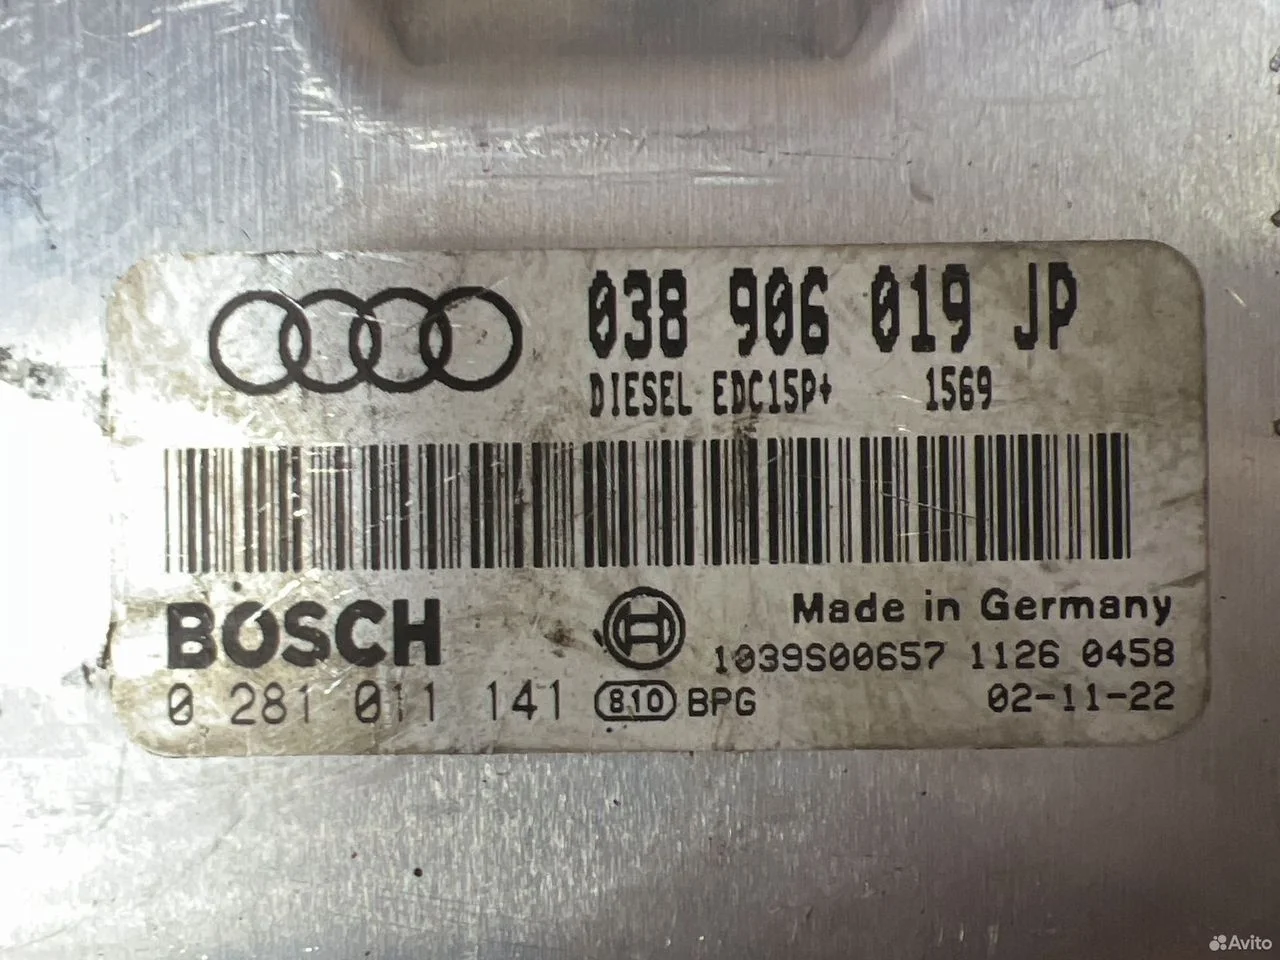 038 906 019 JP
DIESEL EDC15P+ 1569
BOSCH
Made in Germany
1039S00657 1126 0458
0 281 011 141 810 BPG 02-11-22
Avito